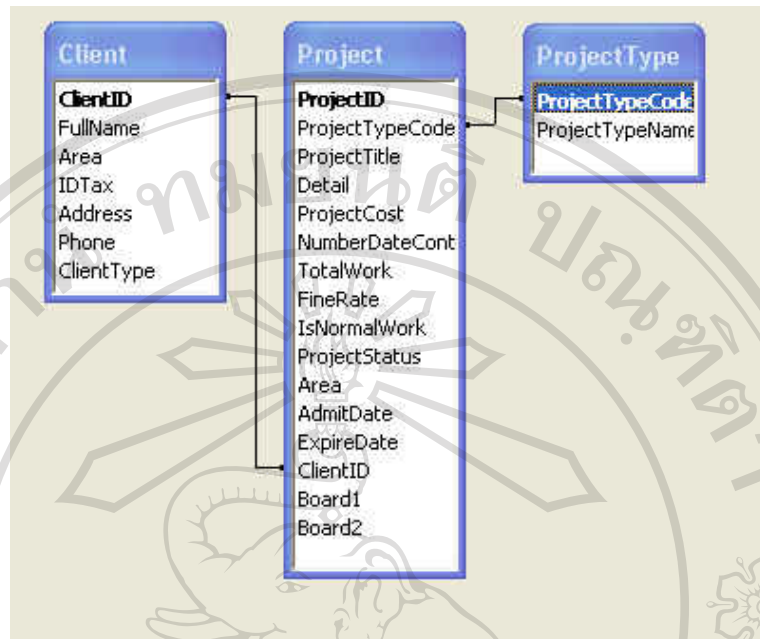 Client
ClientID
FullName
Area
IDTax
Address
Phone
ClientType
Project
ProjectID
ProjectTypeCode
ProjectTitle
Detail
ProjectCost
NumberDateCont
TotalWork
FineRate
IsNormalWork
ProjectStatus
Area
AdmitDate
ExpireDate
ClientID
Board1
Board2
ProjectType
ProjectTypeCode
ProjectTypeName